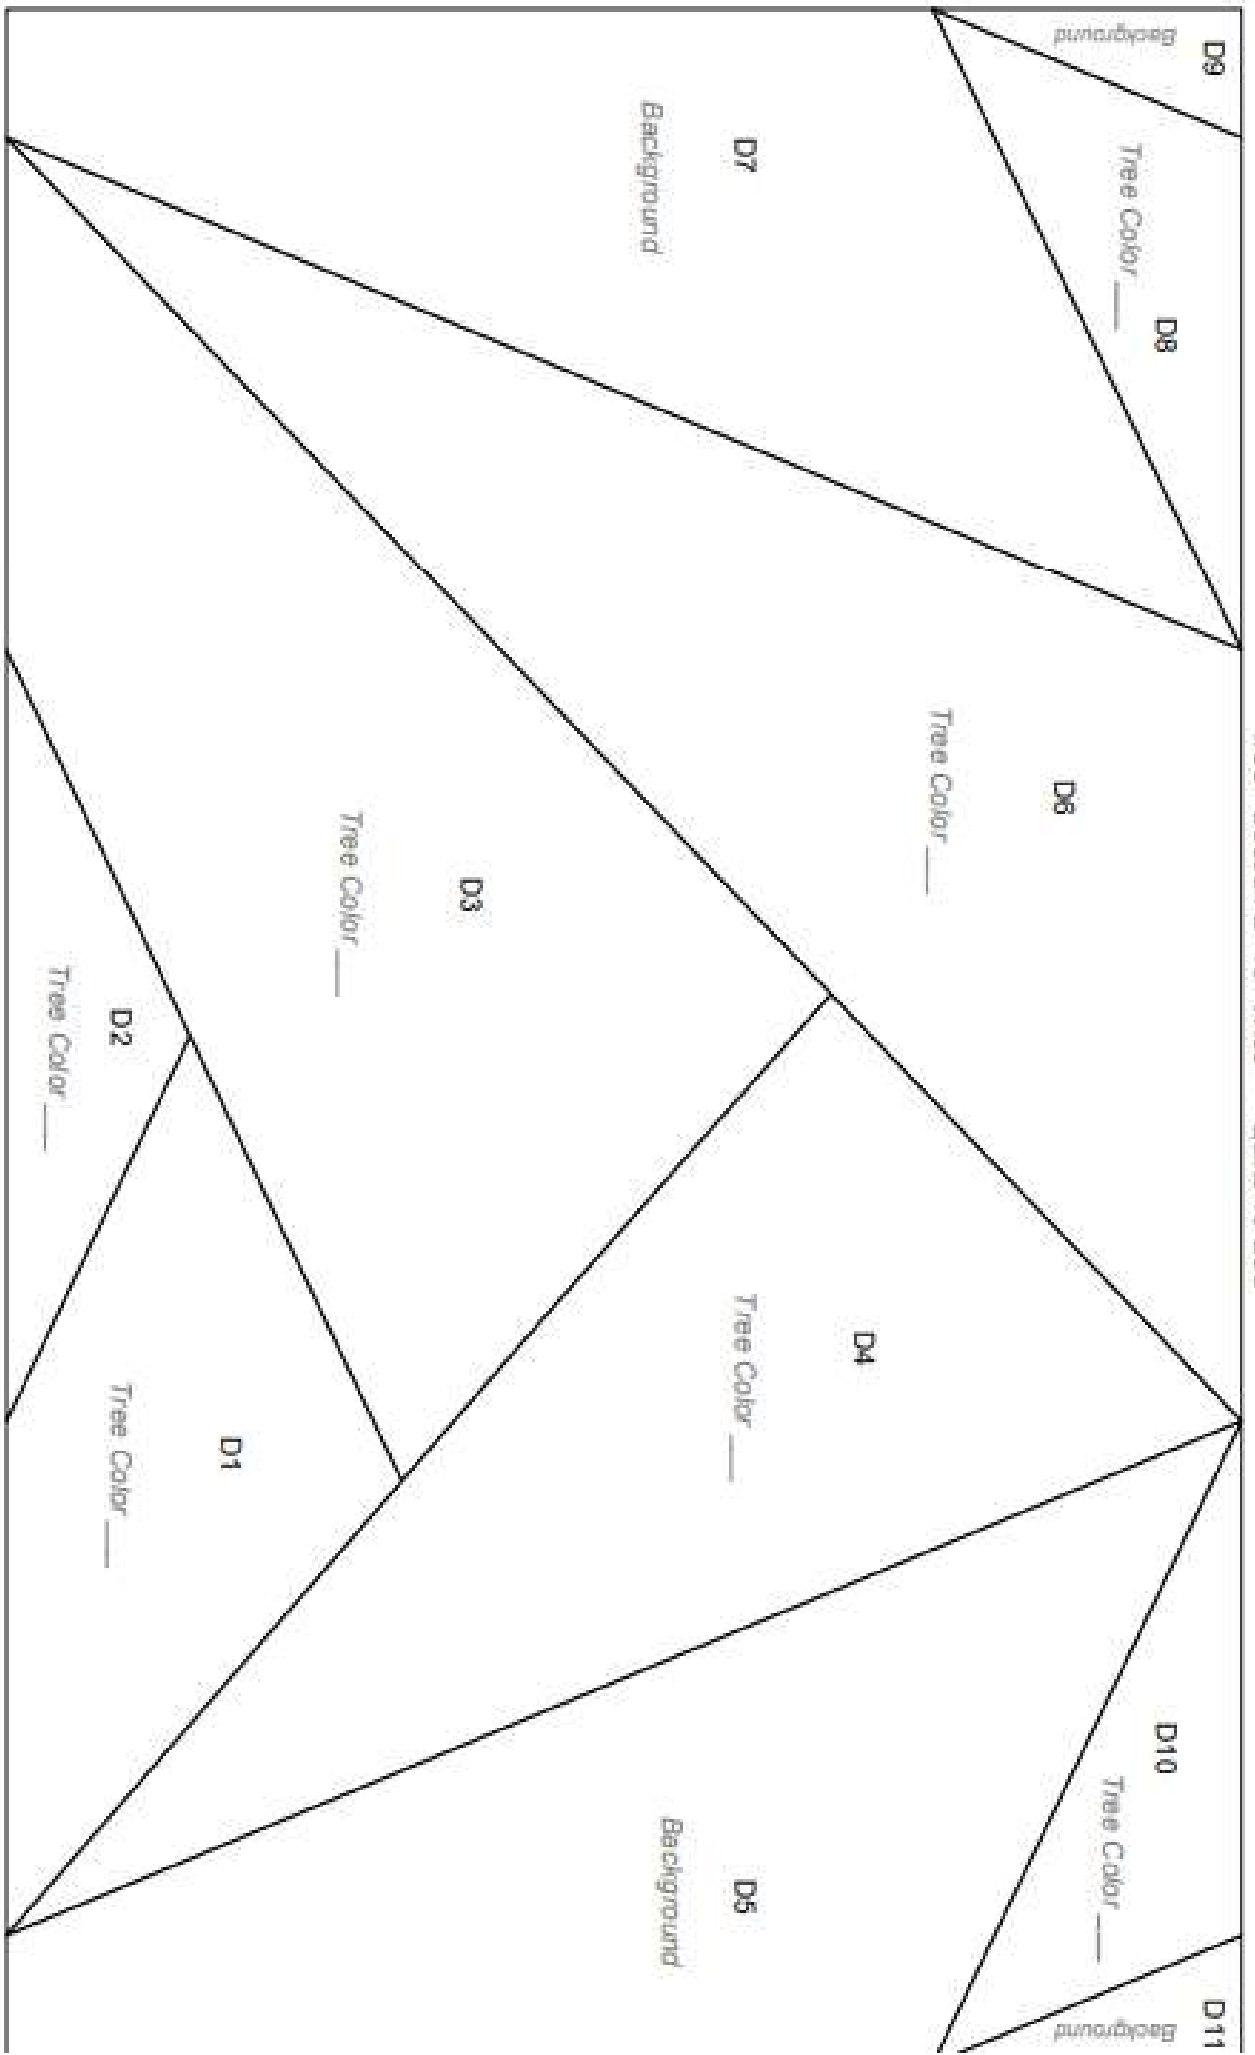 D9
Background
Tree Color ___
D8
D7
Background
D6
Tree Color ___
D3
Tree Color ___
D2
Tree Color ___
D4
Tree Color ___
D1
Tree Color ___
D10
Tree Color ___
D5
Background
D11
Background